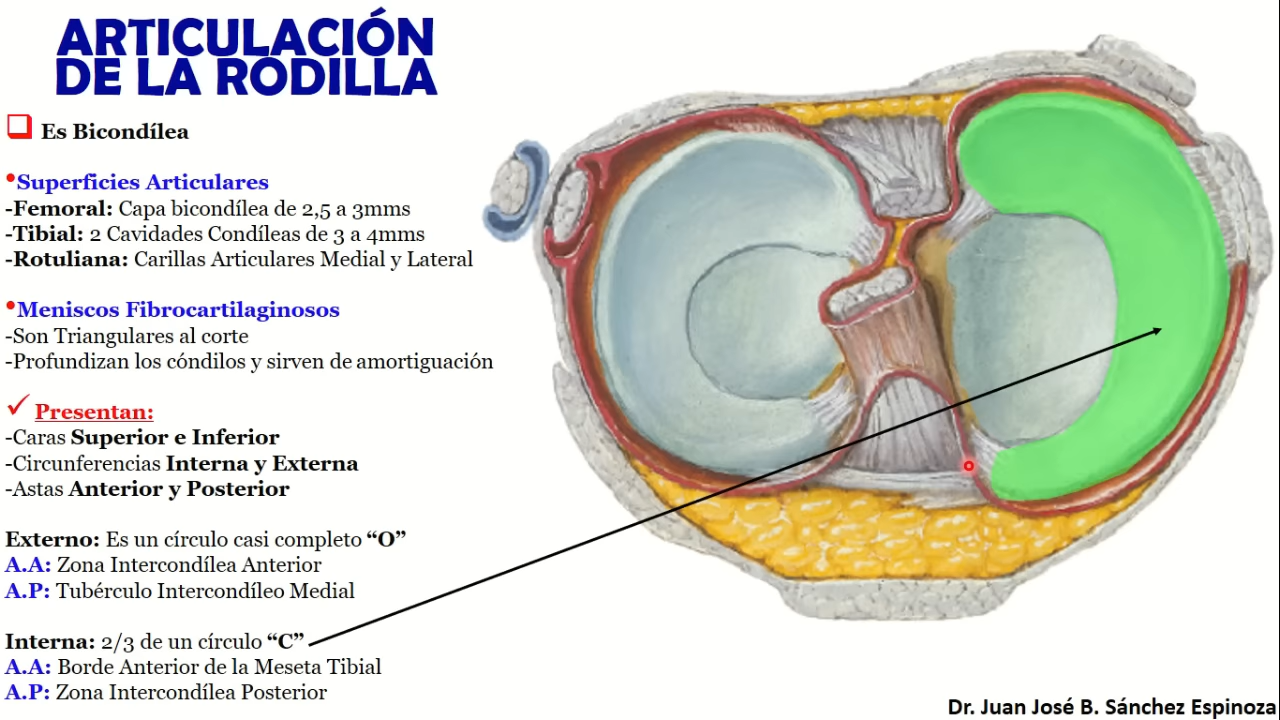 ARTICULACIÓN
DE LA RODILLA
Es Bicondílea
•Superficies Articulares
-Femoral: Capa bicondílea de 2,5 a 3mms
-Tibial: 2 Cavidades Condíleas de 3 a 4mms
-Rotuliana: Carillas Articulares Medial y Lateral
•Meniscos Fibrocartilaginosos
-Son Triangulares al corte
-Profundizan los cóndilos y sirven de amortiguación
✓ Presentan:
-Caras Superior e Inferior
-Circunferencias Interna y Externa
-Astas Anterior y Posterior
Externo: Es un círculo casi completo “O”
A.A: Zona Intercondílea Anterior
A.P: Tubérculo Intercondíleo Medial
Interna: 2/3 de un círculo “C”
A.A: Borde Anterior de la Meseta Tibial
A.P: Zona Intercondílea Posterior
Dr. Juan José B. Sánchez Espinoza